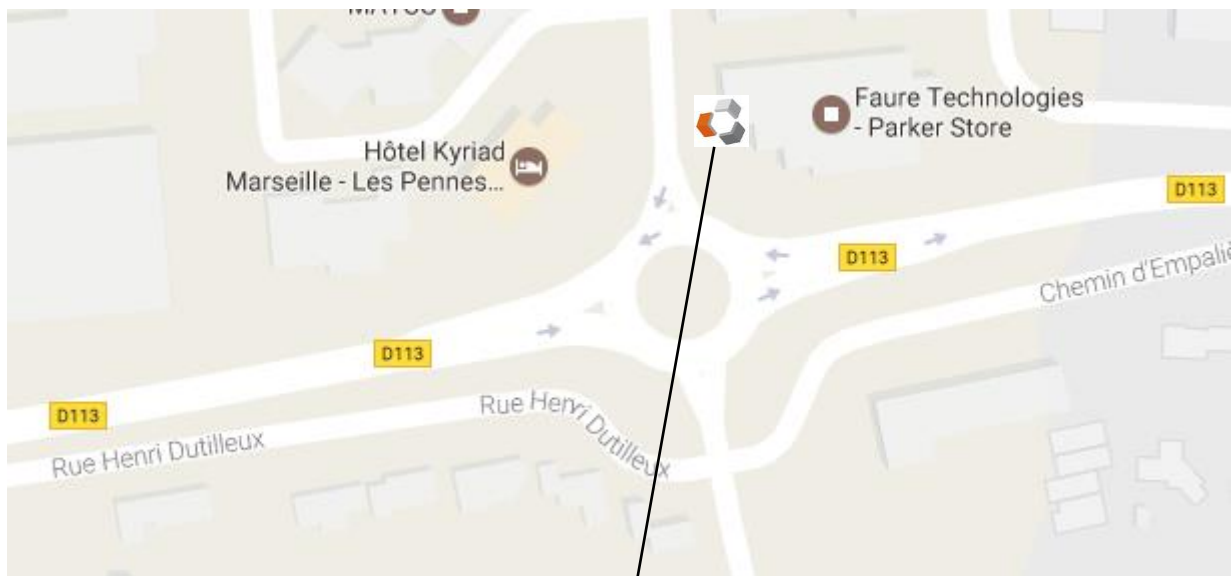 Faure Technologies
- Parker Store
Hôtel Kyriad
Marseille - Les Pennes...
D113
D113
Chemin d'Empalié
D113
D113
Rue Henri Dutilleux
Rue Henri Dutilleux